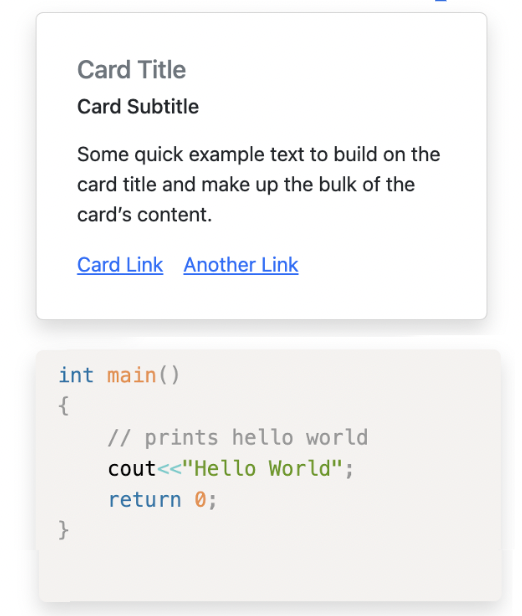 Card Title
Card Subtitle
Some quick example text to build on the
card title and make up the bulk of the
card’s content.
Card Link Another Link
int main()
{
    // prints hello world
    cout<<"Hello World";
    return 0;
}